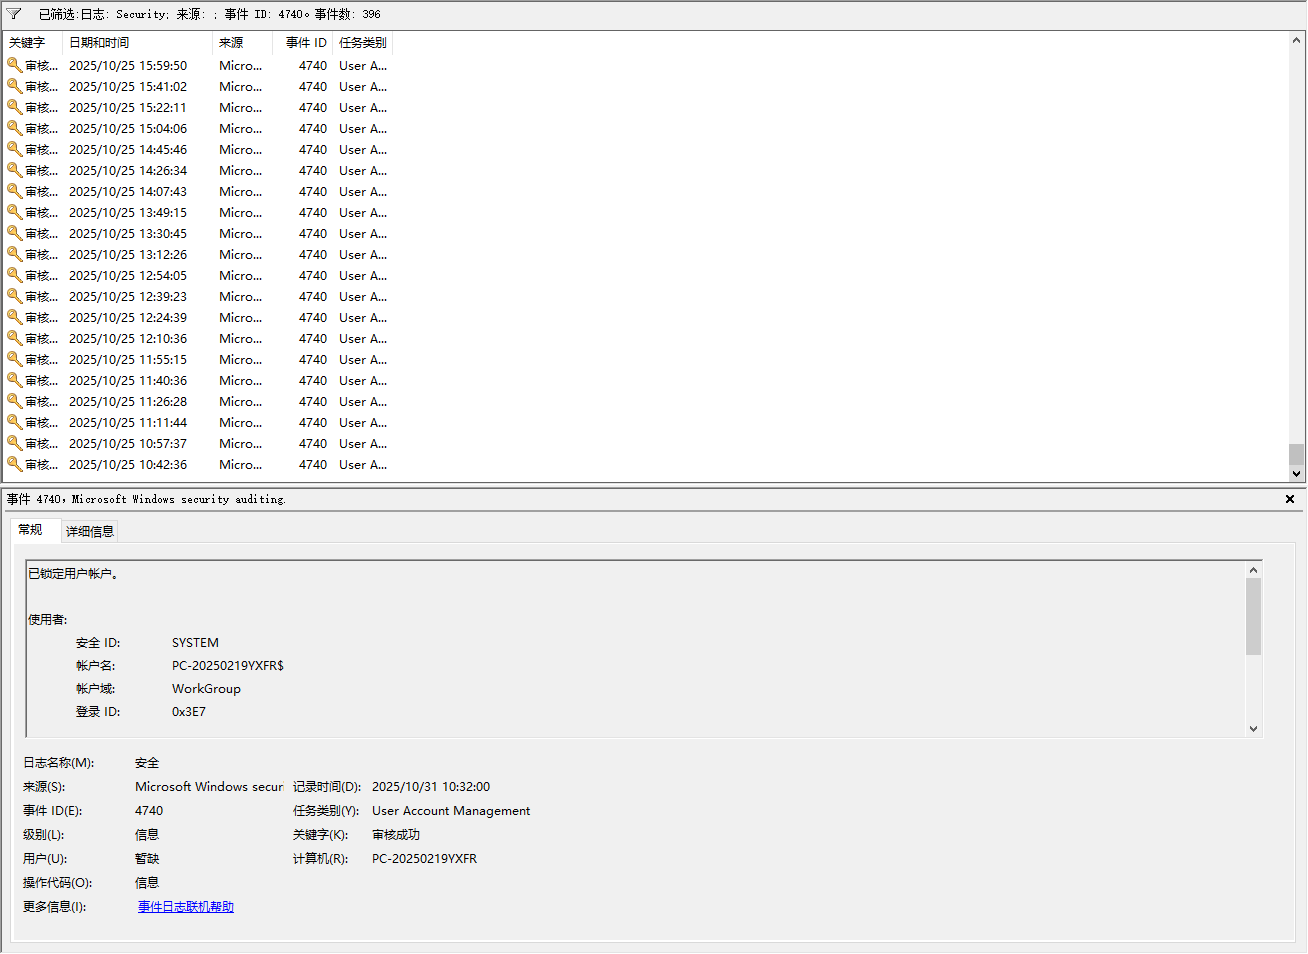 已筛选:日志: Security; 来源: ; 事件 ID: 4740。事件数: 396
关键字 日期和时间 来源 事件 ID 任务类别
审核... 2025/10/25 15:59:50 Micro... 4740 User A...
审核... 2025/10/25 15:41:02 Micro... 4740 User A...
审核... 2025/10/25 15:22:11 Micro... 4740 User A...
审核... 2025/10/25 15:04:06 Micro... 4740 User A...
审核... 2025/10/25 14:45:46 Micro... 4740 User A...
审核... 2025/10/25 14:26:34 Micro... 4740 User A...
审核... 2025/10/25 14:07:43 Micro... 4740 User A...
审核... 2025/10/25 13:49:15 Micro... 4740 User A...
审核... 2025/10/25 13:30:45 Micro... 4740 User A...
审核... 2025/10/25 13:12:26 Micro... 4740 User A...
审核... 2025/10/25 12:54:05 Micro... 4740 User A...
审核... 2025/10/25 12:39:23 Micro... 4740 User A...
审核... 2025/10/25 12:24:39 Micro... 4740 User A...
审核... 2025/10/25 12:10:36 Micro... 4740 User A...
审核... 2025/10/25 11:55:15 Micro... 4740 User A...
审核... 2025/10/25 11:40:36 Micro... 4740 User A...
审核... 2025/10/25 11:26:28 Micro... 4740 User A...
审核... 2025/10/25 11:11:44 Micro... 4740 User A...
审核... 2025/10/25 10:57:37 Micro... 4740 User A...
审核... 2025/10/25 10:42:36 Micro... 4740 User A...
事件 4740，Microsoft Windows security auditing.
常规 详细信息
已锁定用户帐户。
使用者:
安全 ID: SYSTEM
帐户名: PC-20250219YXFR$
帐户域: WorkGroup
登录 ID: 0x3E7
日志名称(M): 安全
来源(S): Microsoft Windows securi 记录时间(D): 2025/10/31 10:32:00
事件 ID(E): 4740 任务类别(Y): User Account Management
级别(L): 信息 关键字(K): 审核成功
用户(U): 暂缺 计算机(R): PC-20250219YXFR
操作代码(O): 信息
更多信息(I): 事件日志联机帮助